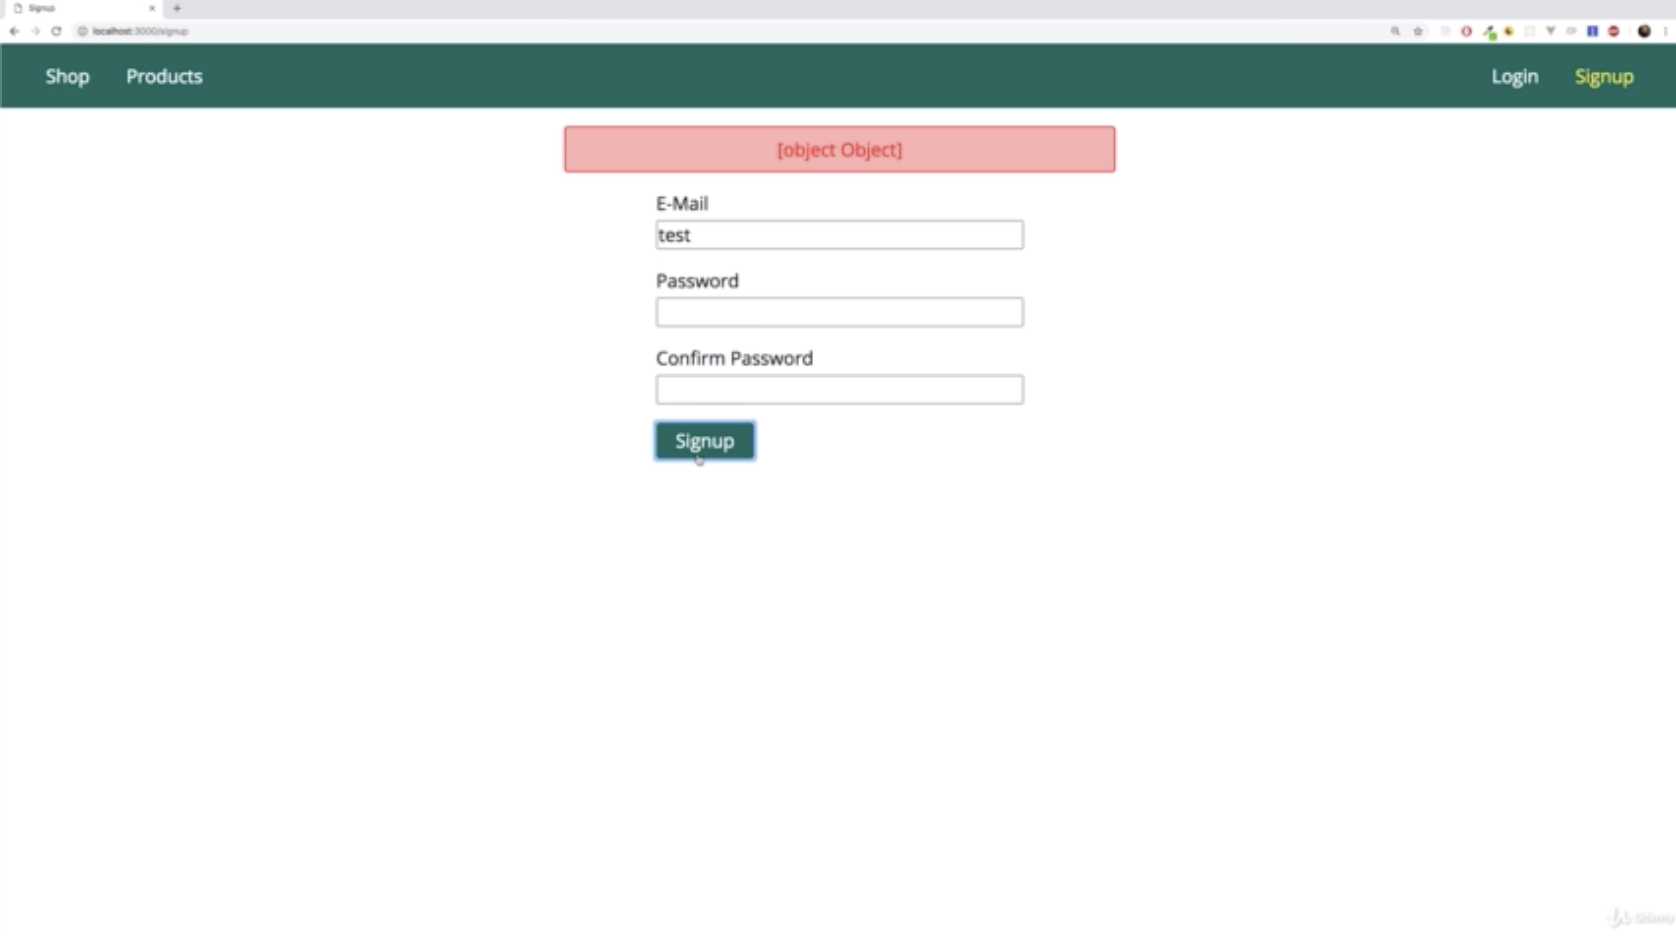 Signup
localhost:3000/signup
Shop Products Login Signup
[object Object]
E-Mail
test
Password
Confirm Password
Signup
Udemy